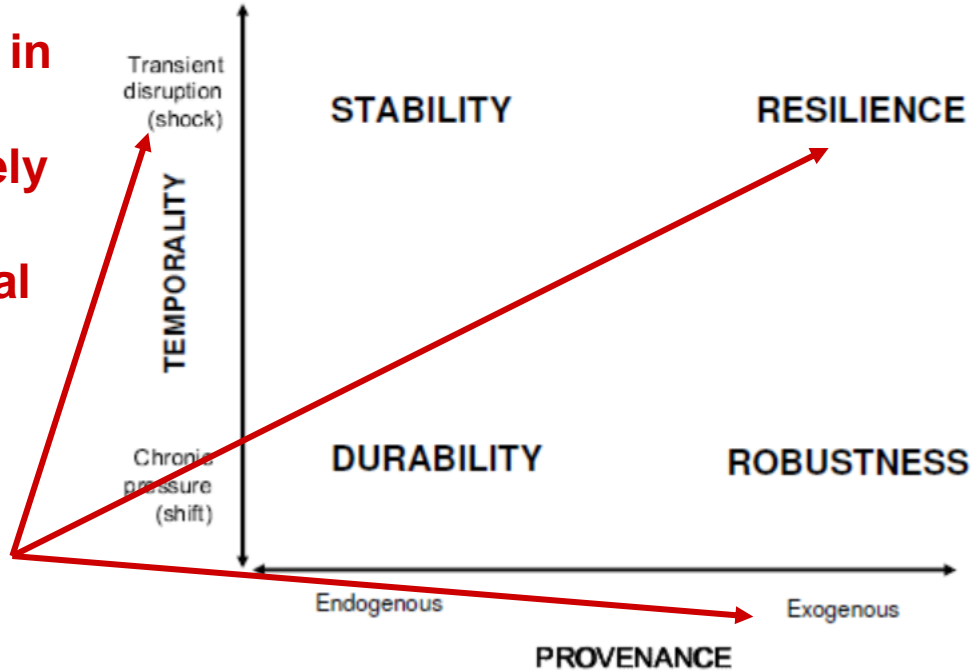 in
ely
al
Transient
disruption
(shock)
STABILITY
RESILIENCE
TEMPORALITY
Chronic
pressure
(shift)
DURABILITY
ROBUSTNESS
Endogenous
Exogenous
PROVENANCE